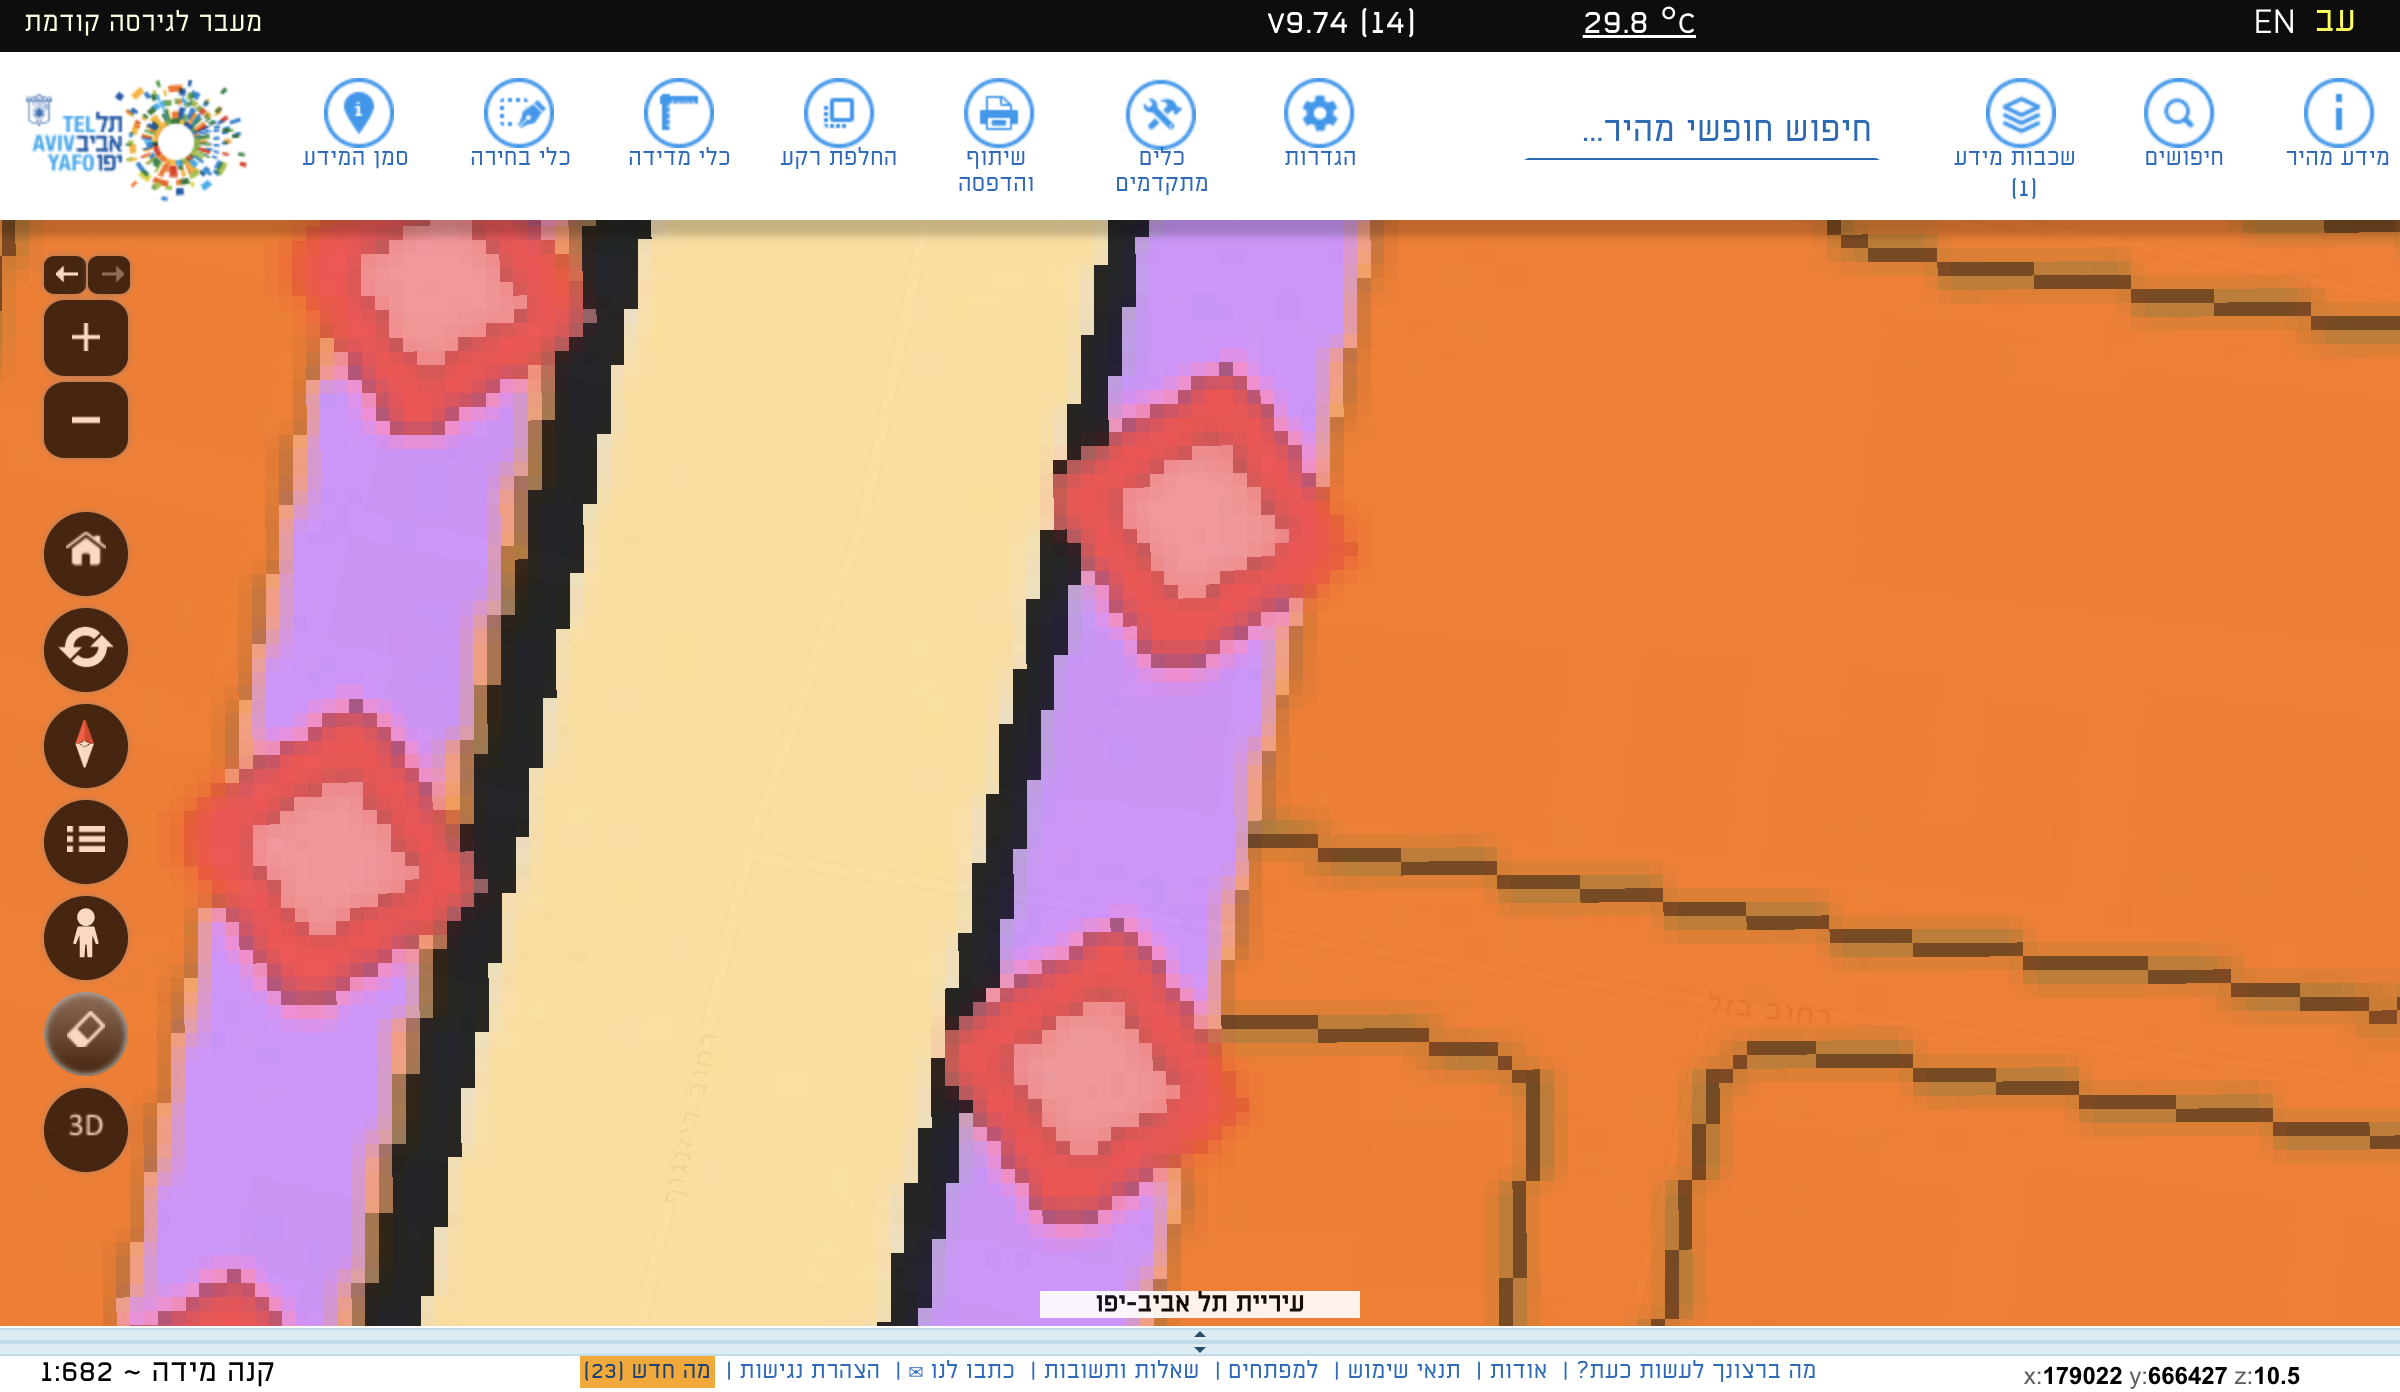 עב EN
29.8 °C
V9.74 (14)
מעבר לגירסה קודמת
מידע מהיר
חיפושים
שכבות מידע
(1)
חיפוש חופשי מהיר...
הגדרות
כלים
מתקדמים
שיתוף
והדפסה
החלפת רקע
כלי מדידה
כלי בחירה
סמן המידע
תל
אביב
יפו
TEL
AVIV
YAFO
3D
רחוב דיזנגוף
רחוב בזל
עיריית תל אביב-יפו
x:179022 y:666427 z:10.5
מה ברצונך לעשות כעת? | אודות | תנאי שימוש | למפתחים | שאלות ותשובות | כתבו לנו ✉ | הצהרת נגישות | מה חדש (23)
קנה מידה ~ 1:682